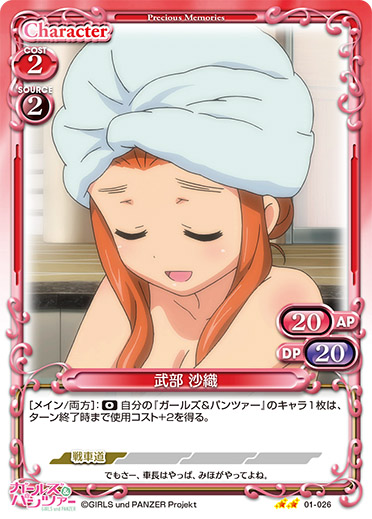 Precious Memories
Character
COST
2
SOURCE
2
20 AP
DP 20
武部 沙織
[メイン/両方]: 自分の『ガールズ&パンツァー』のキャラ1枚は、
ターン終了時まで使用コスト+2を得る。
戦車道
でもさー、車長はやっぱ、みほがやってよね。
ガールズ&
パンツァー
GIRLS und PANZER
©GIRLS und PANZER Projekt
01-026